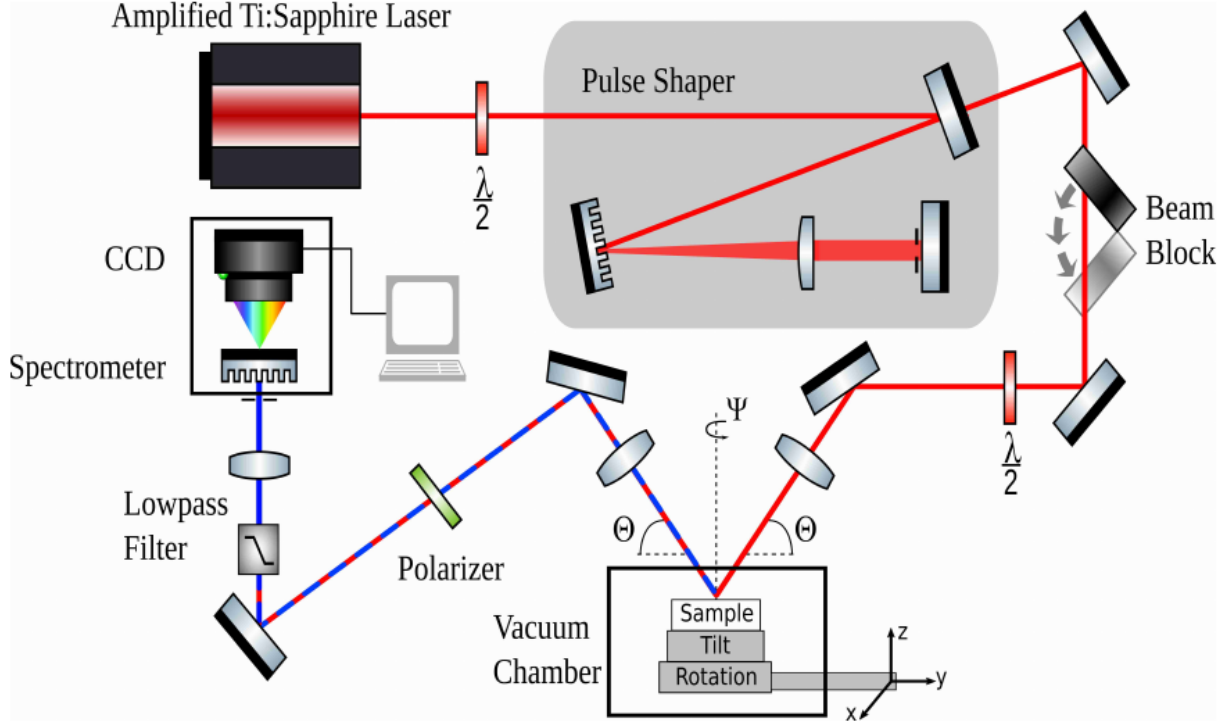 Amplified Ti:Sapphire Laser
Pulse Shaper
λ
2
Beam
Block
CCD
Spectrometer
Ψ
λ
2
Lowpass
Filter
Polarizer
Θ
Θ
Vacuum
Chamber
Sample
Tilt
Rotation
z
y
x